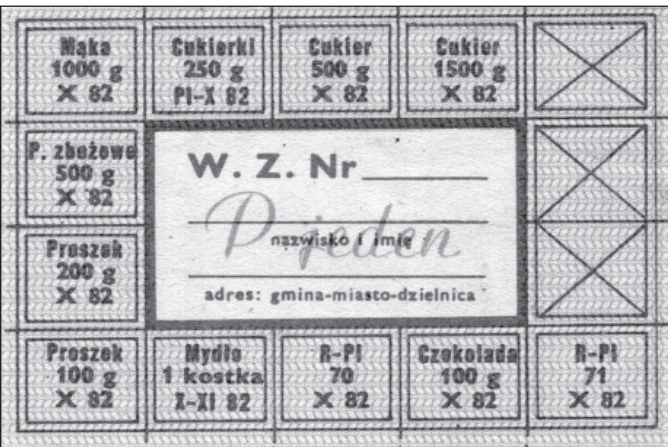 Mąka
1000 g
X 82
Cukierki
250 g
PI-X 82
Cukier
500 g
X 82
Cukier
1500 g
X 82
P. zbożowe
500 g
X 82
W. Z. Nr
P jeden
nazwisko i imię
adres: gmina-miasto-dzielnica
Proszek
200 g
X 82
Proszek
100 g
X 82
Mydło
1 kostka
X-XI 82
R-PI
70
X 82
Czekolada
100 g
X 82
R-PI
71
X 82